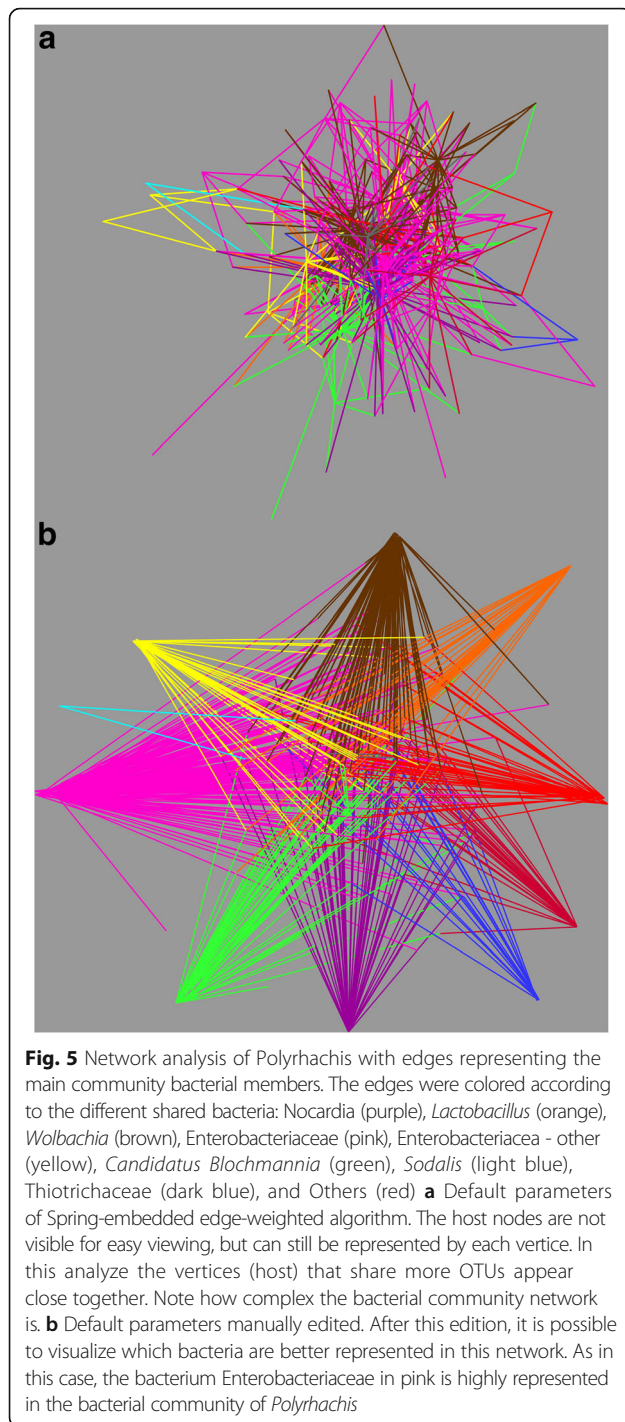 a
b
Fig. 5 Network analysis of Polyrhachis with edges representing the
main community bacterial members. The edges were colored according
to the different shared bacteria: Nocardia (purple), Lactobacillus (orange),
Wolbachia (brown), Enterobacteriaceae (pink), Enterobacteriacea - other
(yellow), Candidatus Blochmannia (green), Sodalis (light blue),
Thiotrichaceae (dark blue), and Others (red) a Default parameters
of Spring-embedded edge-weighted algorithm. The host nodes are not
visible for easy viewing, but can still be represented by each vertice. In
this analyze the vertices (host) that share more OTUs appear
close together. Note how complex the bacterial community network
is. b Default parameters manually edited. After this edition, it is possible
to visualize which bacteria are better represented in this network. As in
this case, the bacterium Enterobacteriaceae in pink is highly represented
in the bacterial community of Polyrhachis